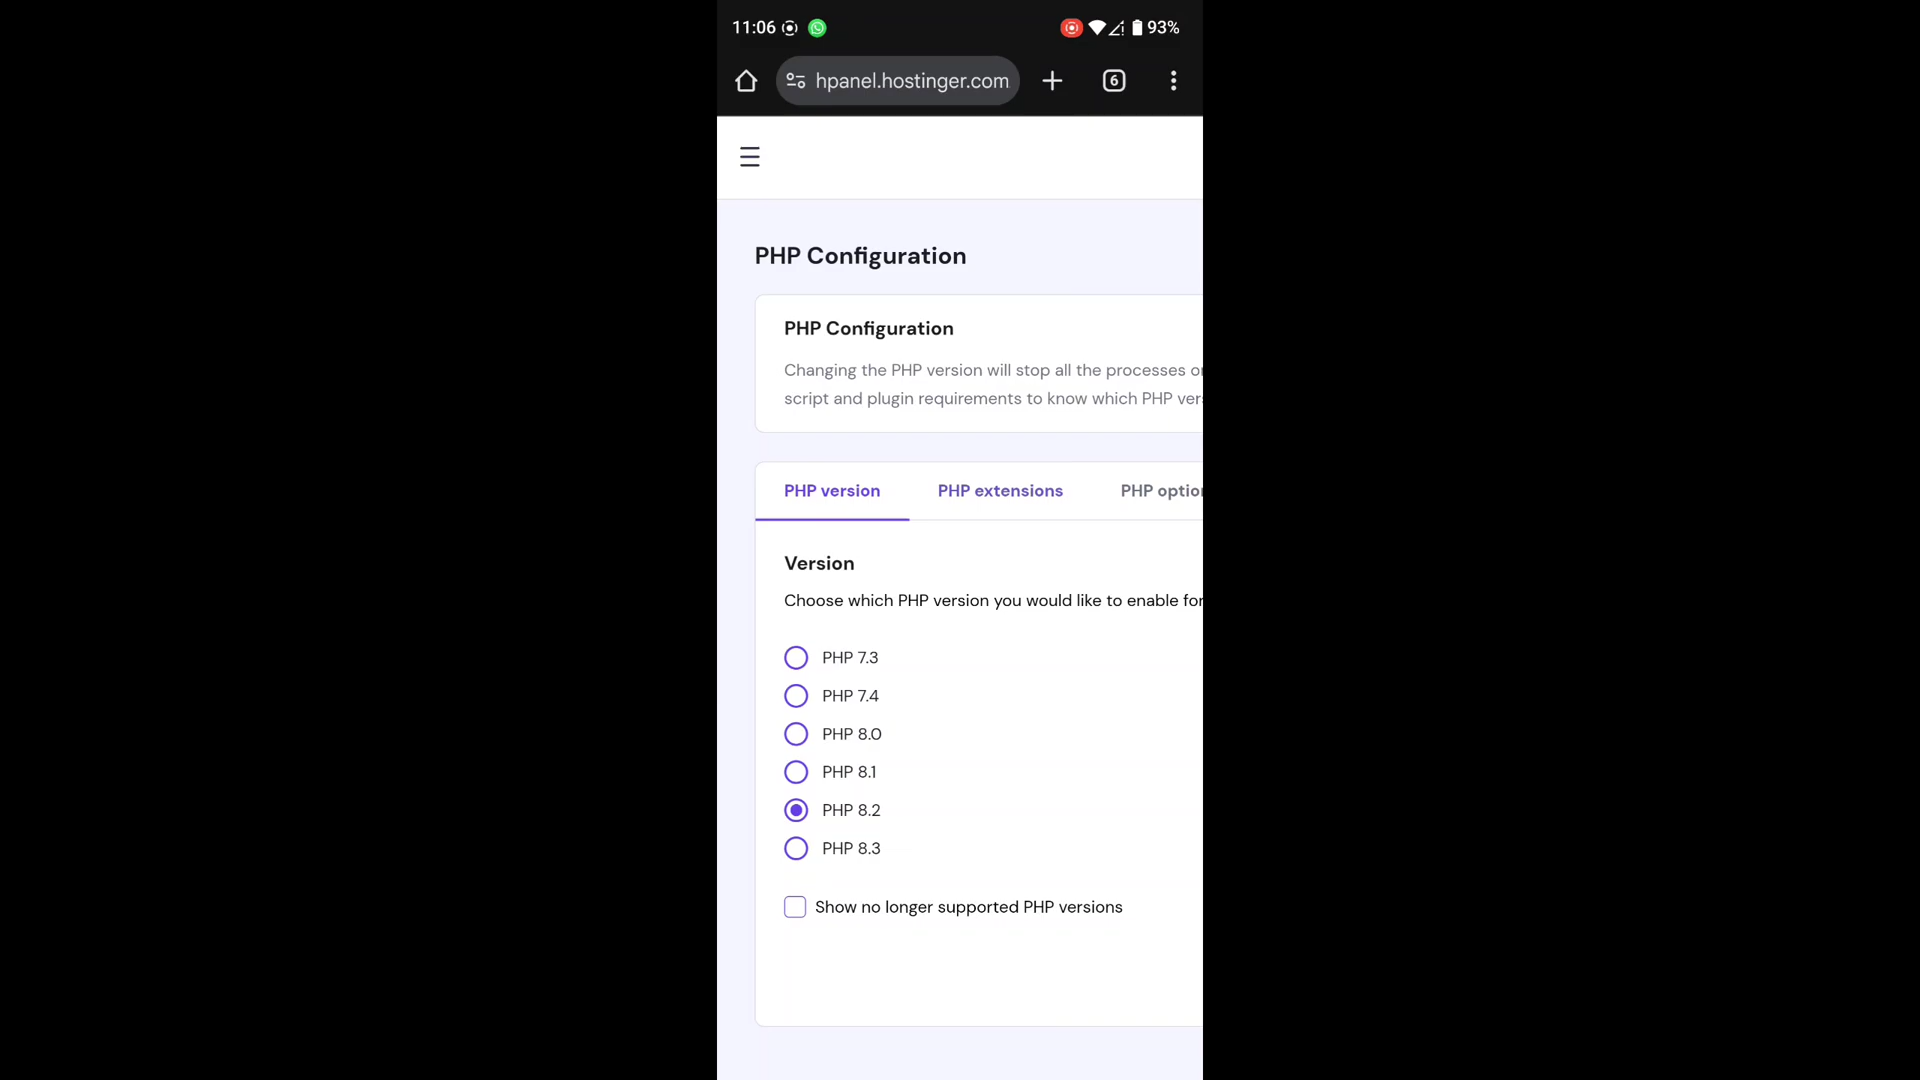 11:06
93%
hpanel.hostinger.com
6
PHP Configuration
PHP Configuration
Changing the PHP version will stop all the processes
script and plugin requirements to know which PHP
PHP version
PHP extensions
PHP
Version
Choose which PHP version you would like to enable for
PHP 7.3
PHP 7.4
PHP 8.0
PHP 8.1
PHP 8.2
PHP 8.3
Show no longer supported PHP versions